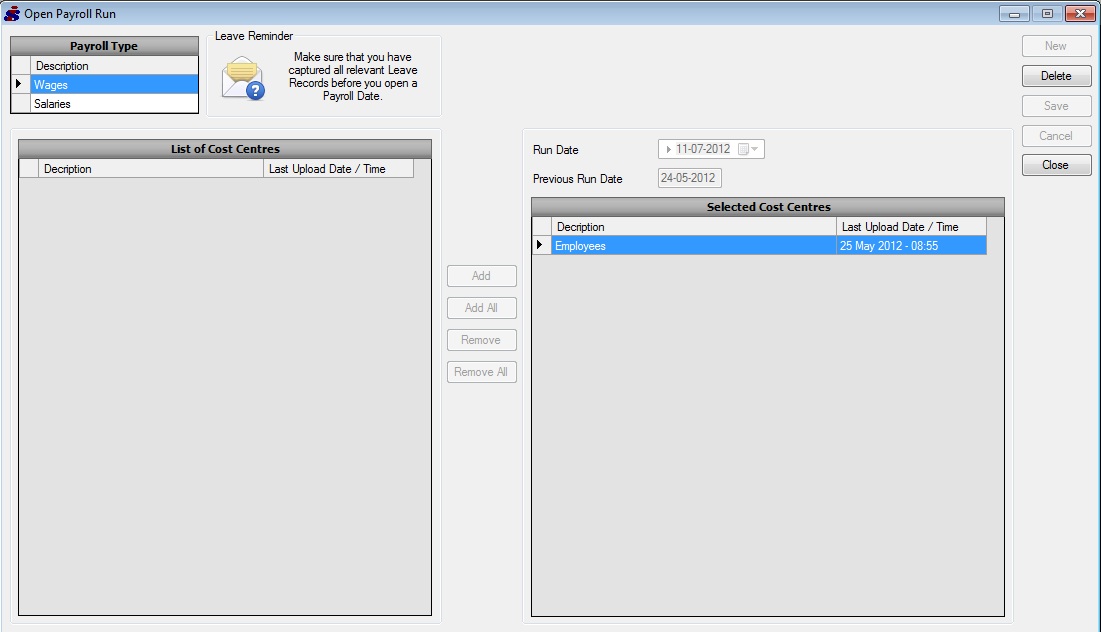 Open Payroll Run
Payroll Type
Description
Wages
Salaries
Leave Reminder
Make sure that you have
captured all relevant Leave
Records before you open a
Payroll Date.
New
Delete
Save
Cancel
Close
List of Cost Centres
Decription Last Upload Date / Time
Add
Add All
Remove
Remove All
Run Date 11-07-2012
Previous Run Date 24-05-2012
Selected Cost Centres
Decription Last Upload Date / Time
Employees 25 May 2012 - 08:55